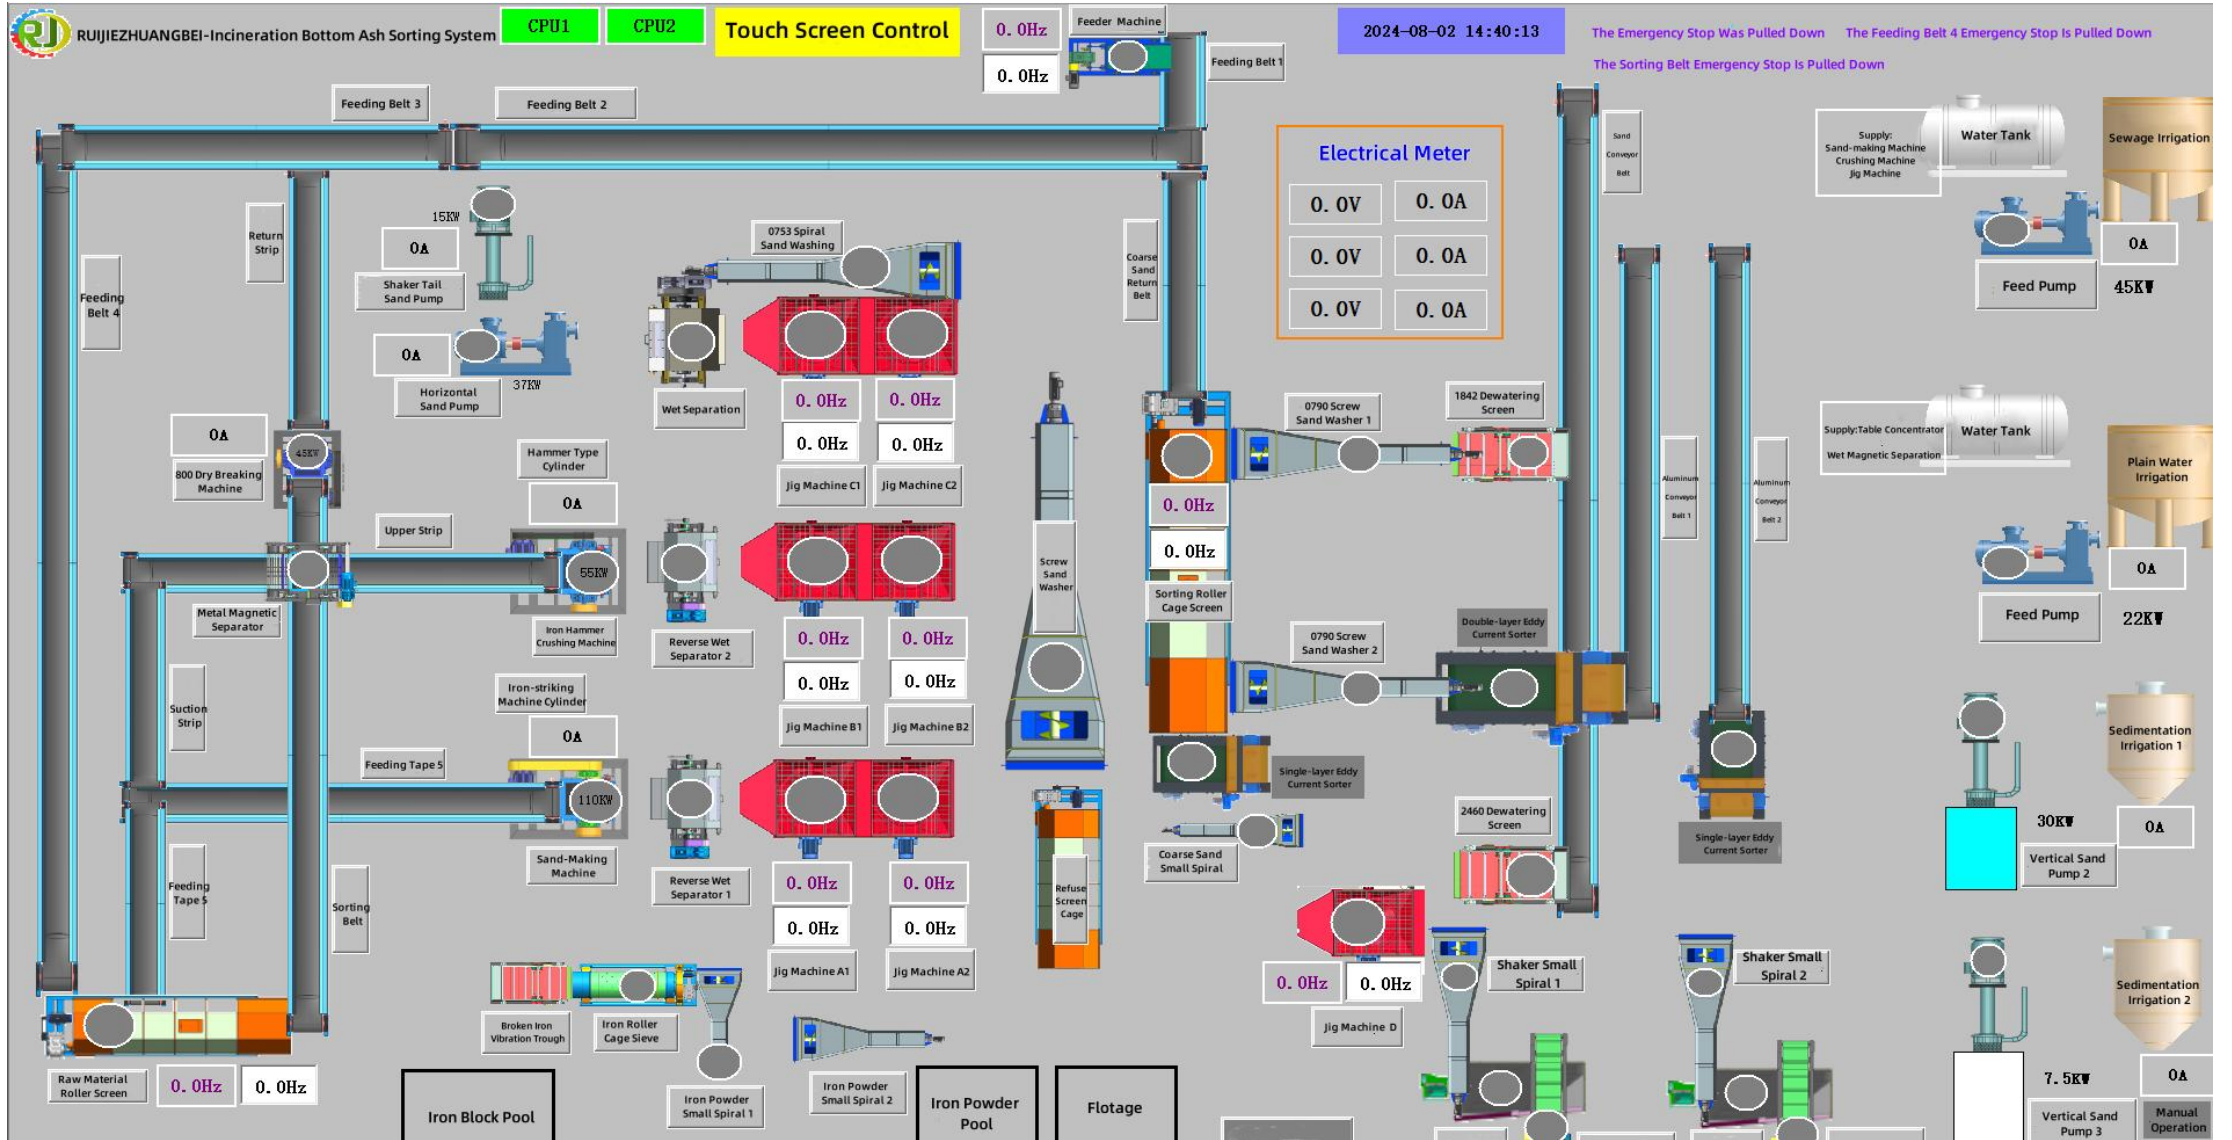 RUIJIEZHUANGBEI-Incineration Bottom Ash Sorting System
CPU1
CPU2
Touch Screen Control
0.0Hz
0.0Hz
Feeder Machine
Feeding Belt 1
2024-08-02 14:40:13
The Emergency Stop Was Pulled Down
The Feeding Belt 4 Emergency Stop Is Pulled Down
The Sorting Belt Emergency Stop Is Pulled Down
Feeding Belt 3
Feeding Belt 2
Electrical Meter
0.0V
0.0A
0.0V
0.0A
0.0V
0.0A
Sand
Conveyor
Belt
Supply:
Sand-making Machine
Crushing Machine
Jig Machine
Water Tank
Sewage Irrigation
0A
Feed Pump
45KW
Return
Strip
15KW
0A
Shaker Tail
Sand Pump
0A
37KW
Horizontal
Sand Pump
0753 Spiral
Sand Washing
Wet Separation
0.0Hz
0.0Hz
0.0Hz
0.0Hz
Jig Machine C1
Jig Machine C2
Coarse
Sand
Return
Belt
Feeding
Belt 4
0A
45KW
800 Dry Breaking
Machine
Hammer Type
Cylinder
0A
Upper Strip
55KW
Metal Magnetic
Separator
Iron Hammer
Crushing Machine
Reverse Wet
Separator 2
0.0Hz
0.0Hz
0.0Hz
0.0Hz
Jig Machine B1
Jig Machine B2
Screw
Sand
Washer
0790 Screw
Sand Washer 1
1842 Dewatering
Screen
0.0Hz
0.0Hz
Sorting Roller
Cage Screen
0790 Screw
Sand Washer 2
Double-layer Eddy
Current Sorter
Aluminum
Conveyor
Belt 1
Aluminum
Conveyor
Belt 2
Supply:Table Concentrator
Wet Magnetic Separation
Water Tank
Plain Water
Irrigation
0A
Feed Pump
22KW
Suction
Strip
Iron-striking
Machine Cylinder
0A
Feeding Tape 5
110KW
Sand-Making
Machine
Reverse Wet
Separator 1
0.0Hz
0.0Hz
0.0Hz
0.0Hz
Jig Machine A1
Jig Machine A2
Refuse
Screen
Cage
Single-layer Eddy
Current Sorter
Coarse Sand
Small Spiral
2460 Dewatering
Screen
Single-layer Eddy
Current Sorter
Sedimentation
Irrigation 1
30KW
0A
Vertical Sand
Pump 2
Feeding
Tape 5
Sorting
Belt
0.0Hz
0.0Hz
Jig Machine D
Shaker Small
Spiral 1
Shaker Small
Spiral 2
Sedimentation
Irrigation 2
Raw Material
Roller Screen
0.0Hz
0.0Hz
Broken Iron
Vibration Trough
Iron Roller
Cage Sieve
Iron Powder
Small Spiral 1
Iron Powder
Small Spiral 2
Iron Block Pool
Iron Powder
Pool
Flotage
7.5KW
0A
Vertical Sand
Pump 3
Manual
Operation